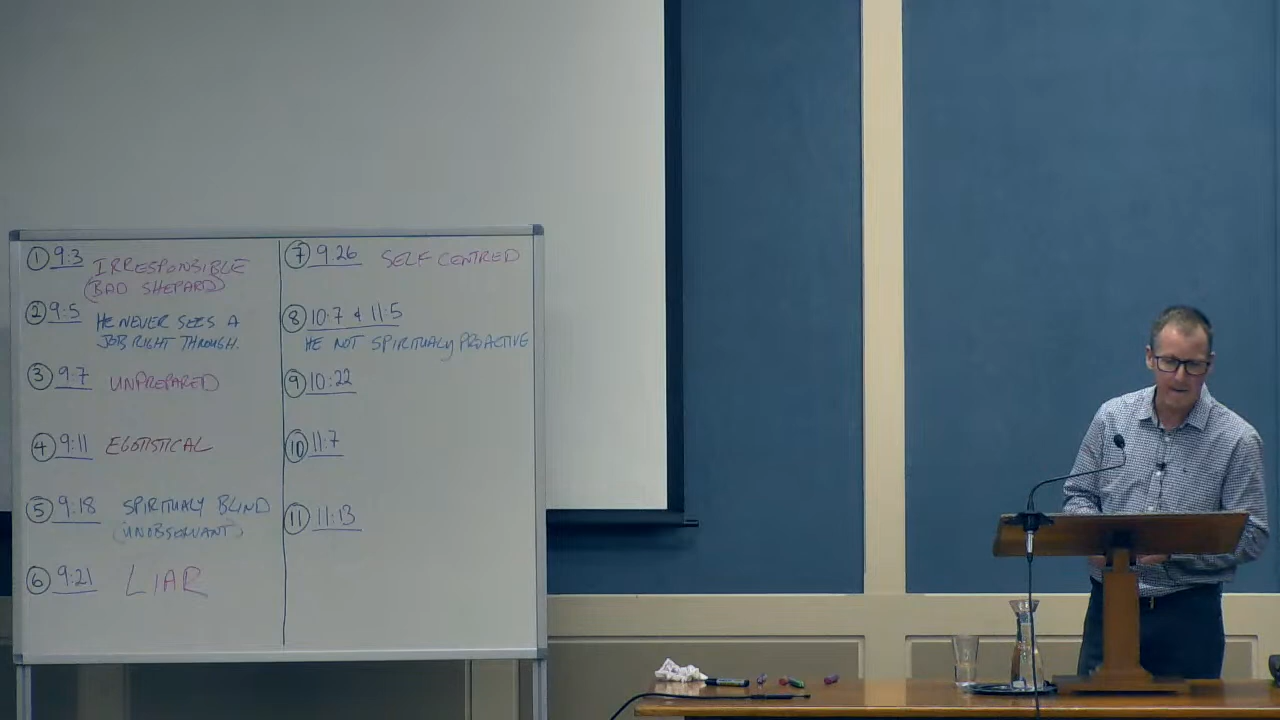 ① 9:3 IRRESPONSIBLE
(BAD SHEPARD)
② 9:5 HE NEVER SEES A
JOB RIGHT THROUGH.
③ 9:7 UNPREPARED
④ 9:11 EGOTISTICAL
⑤ 9:18 SPIRITUALY BLIND
(UNOBSERVANT)
⑥ 9:21 LIAR
⑦ 9:26 SELF CENTRED
⑧ 10:7 & 11:5
HE NOT SPIRITUALY PROACTIVE
⑨ 10:22
⑩ 11:7
⑪ 11:13